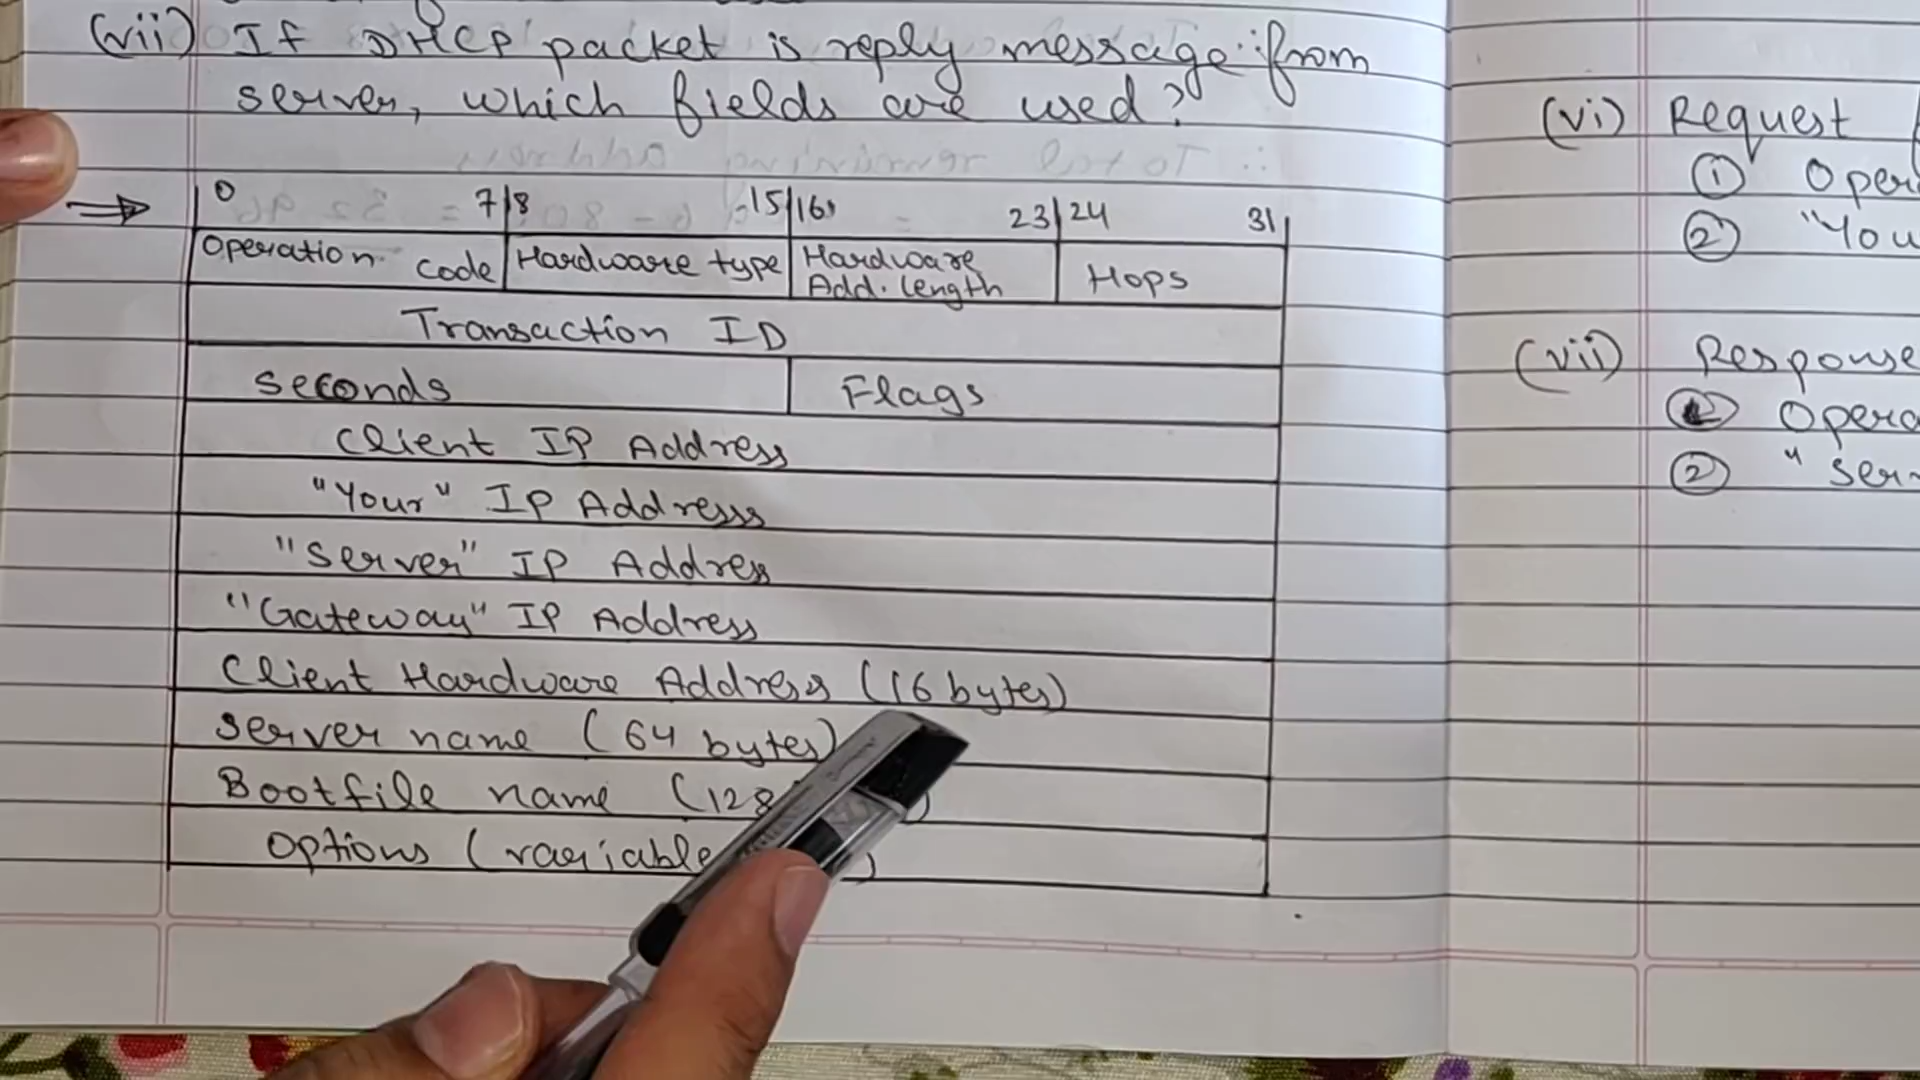 (vii) If DHCP packet is reply message from
server, which fields are used?
0 7 8 15 16 23 24 31
Operation code Hardware type Hardware Add. length Hops
Transaction ID
Seconds Flags
Client IP Address
"Your" IP Addresss
"Server" IP Address
"Gateway" IP Address
Client Hardware Address (16 bytes)
Server name (64 bytes)
Bootfile name (128 )
Options (variable )
(vi) Request
① Oper
② "You
(vii) Response
① Opera
② " Ser